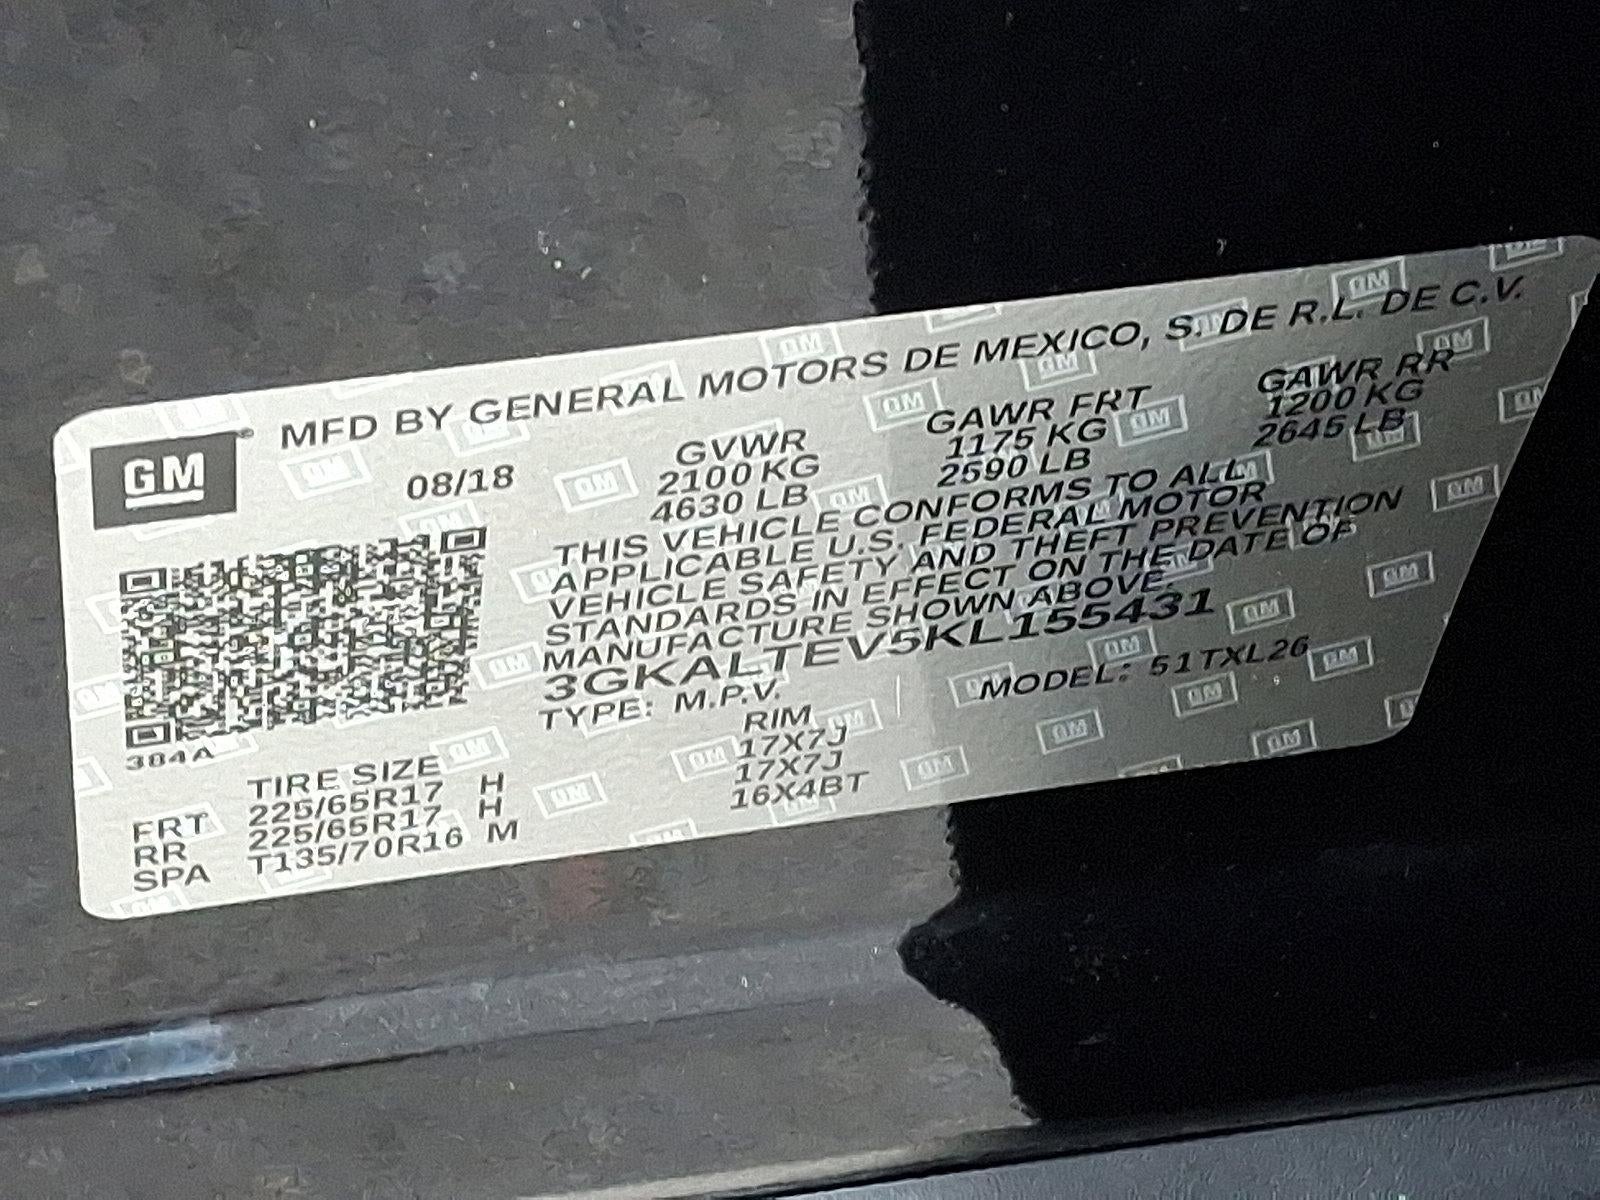 MFD BY GENERAL MOTORS DE MEXICO, S. DE R.L. DE C.V.
GM
08/18
GVWR GAWR FRT GAWR RR
2100 KG 1175 KG 1200 KG
4630 LB 2590 LB 2645 LB
THIS VEHICLE CONFORMS TO ALL
APPLICABLE U.S. FEDERAL MOTOR
VEHICLE SAFETY AND THEFT PREVENTION
STANDARDS IN EFFECT ON THE DATE OF
MANUFACTURE SHOWN ABOVE.
3GKALTEV5KL155431
TYPE: M.P.V. MODEL: 51TXL26
384A
TIRE SIZE RIM
FRT 225/65R17 H 17X7J
RR 225/65R17 H 17X7J
SPA T135/70R16 M 16X4BT